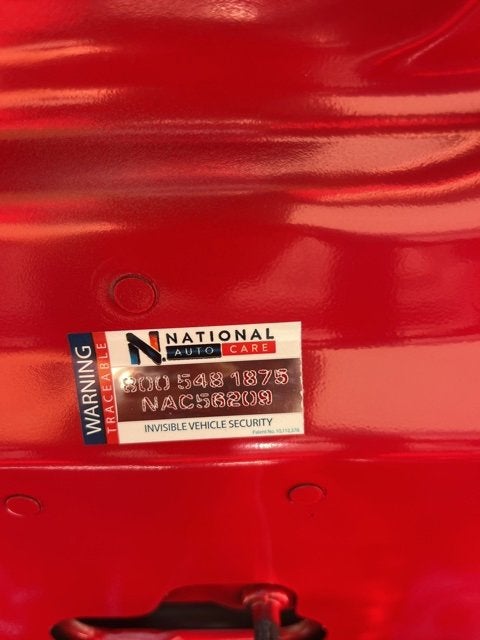 WARNING
TRACEABLE
N. NATIONAL
AUTO CARE
800 548 1875
NAC56209
INVISIBLE VEHICLE SECURITY